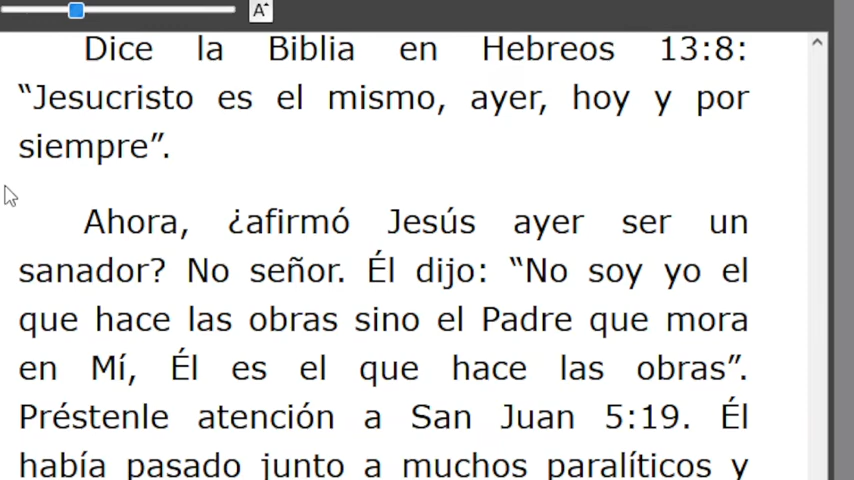 A
Dice la Biblia en Hebreos 13:8:
“Jesucristo es el mismo, ayer, hoy y por
siempre”.
Ahora, ¿afirmó Jesús ayer ser un
sanador? No señor. Él dijo: “No soy yo el
que hace las obras sino el Padre que mora
en Mí, Él es el que hace las obras”.
Préstenle atención a San Juan 5:19. Él
había pasado junto a muchos paralíticos y